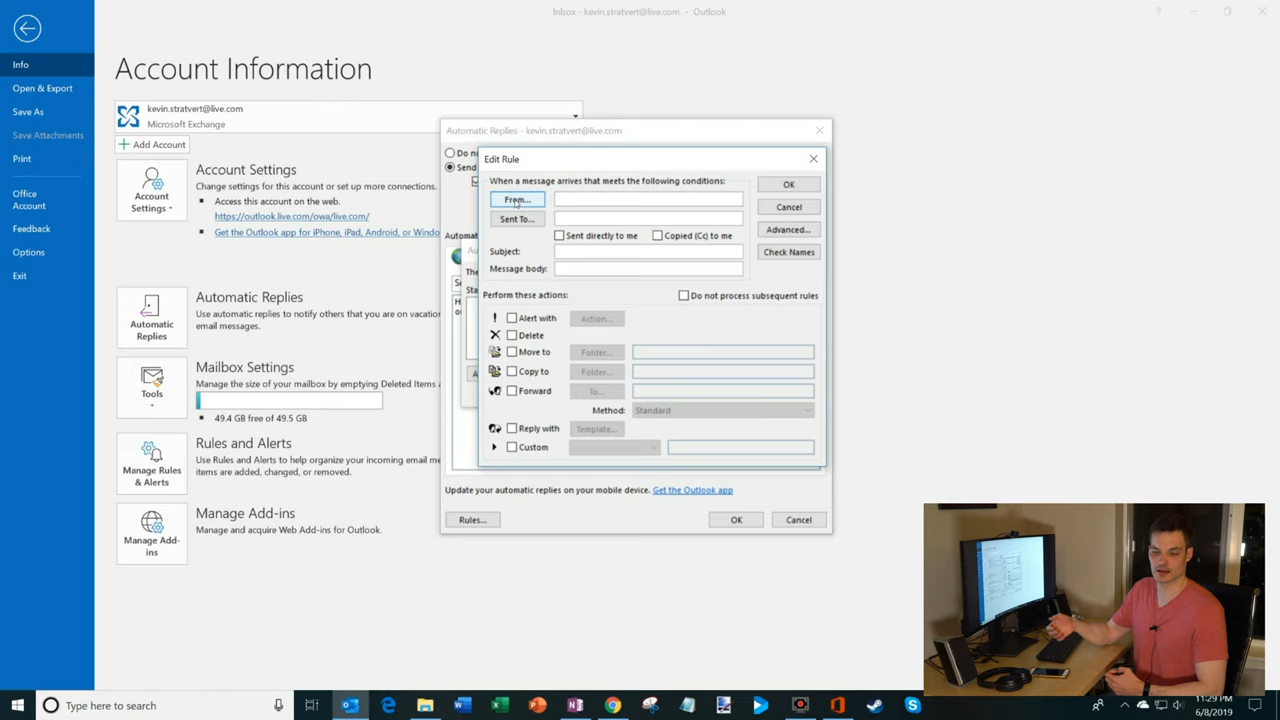 Inbox - kevin.stratvert@live.com - Outlook
Info
Open & Export
Save As
Save Attachments
Print
Office
Account
Feedback
Options
Exit
Account Information
kevin.stratvert@live.com
Microsoft Exchange
Add Account
Account
Settings
Account Settings
Change settings for this account or set up more connections.
Access this account on the web.
https://outlook.live.com/owa/live.com/
Get the Outlook app for iPhone, iPad, Android, or Windo
Automatic
Replies
Automatic Replies
Use automatic replies to notify others that you are on vacatio
email messages.
Tools
Mailbox Settings
Manage the size of your mailbox by emptying Deleted Items a
49.4 GB free of 49.5 GB
Manage Rules
& Alerts
Rules and Alerts
Use Rules and Alerts to help organize your incoming email me
items are added, changed, or removed.
Manage Add-
ins
Manage Add-ins
Manage and acquire Web Add-ins for Outlook.
Automatic Replies - kevin.stratvert@live.com
Do n
Send
Automat
Se
H
o
A
The
Sta
A
Edit Rule
When a message arrives that meets the following conditions:
From...
Sent To...
Sent directly to me
Copied (Cc) to me
Subject:
Message body:
OK
Cancel
Advanced...
Check Names
Perform these actions:
Do not process subsequent rules
Alert with
Action...
Delete
Move to
Folder...
Copy to
Folder...
Forward
To...
Method:
Standard
Reply with
Template...
Custom
Update your automatic replies on your mobile device. Get the Outlook app
Rules...
OK
Cancel
Type here to search
11:29 PM
6/8/2019